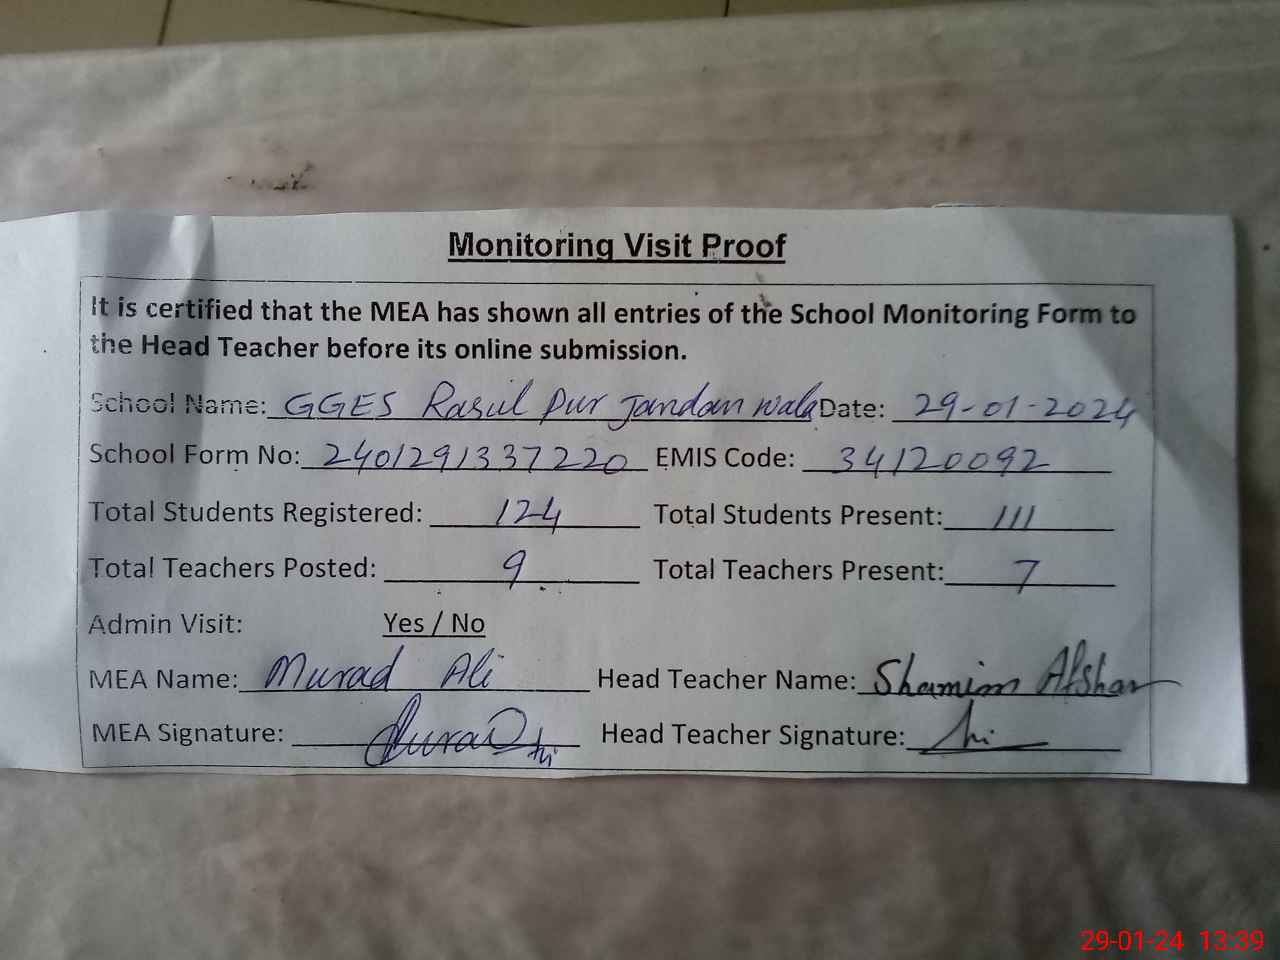 Monitoring Visit Proof
It is certified that the MEA has shown all entries of the School Monitoring Form to
the Head Teacher before its online submission.
School Name: GGES Rasul Pur Jandan wala Date: 29-01-2024
School Form No: 2401291337220 EMIS Code: 34120092
Total Students Registered: 124 Total Students Present: 111
Total Teachers Posted: 9 Total Teachers Present: 7
Admin Visit: Yes / No
MEA Name: Murad Ali Head Teacher Name: Shamim Afshan
MEA Signature: Head Teacher Signature:
29-01-24 13:39